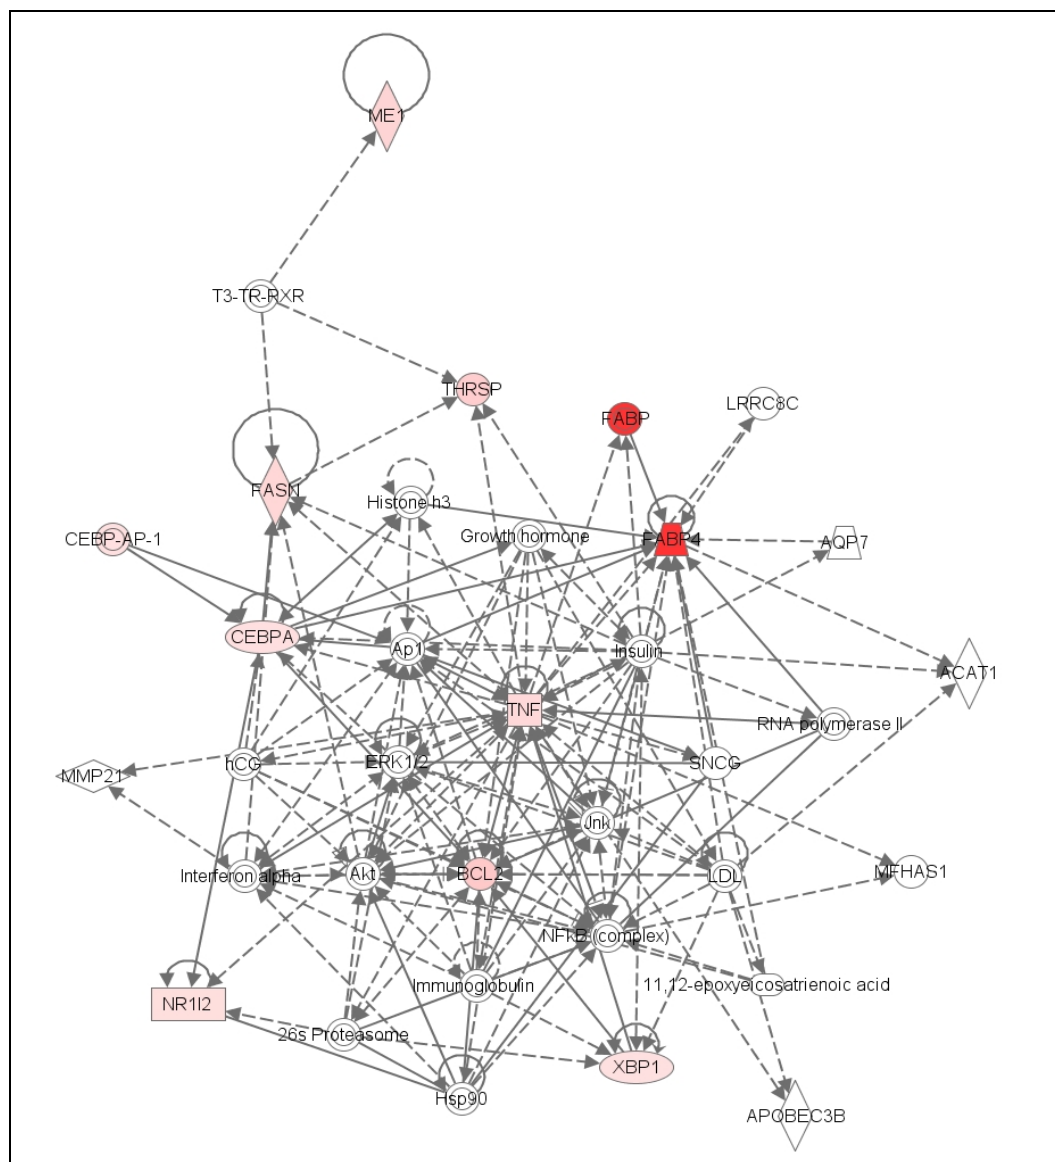 ME1
T3-TR-RXR
THRSP
FABP
LRRC8C
FASN
Histone h3
CEBP-AP-1
Growth hormone
FABP4
AQP7
CEBPA
Ap1
Insulin
ACAT1
TNF
RNA polymerase II
MMP21
hCG
ERK1/2
SNCG
Jnk
Interferon alpha
Akt
BCL2
LDL
MFHAS1
NFkB (complex)
Immunoglobulin
11,12-epoxyeicosatrienoic acid
NR1I2
26s Proteasome
XBP1
Hsp90
APOBEC3B